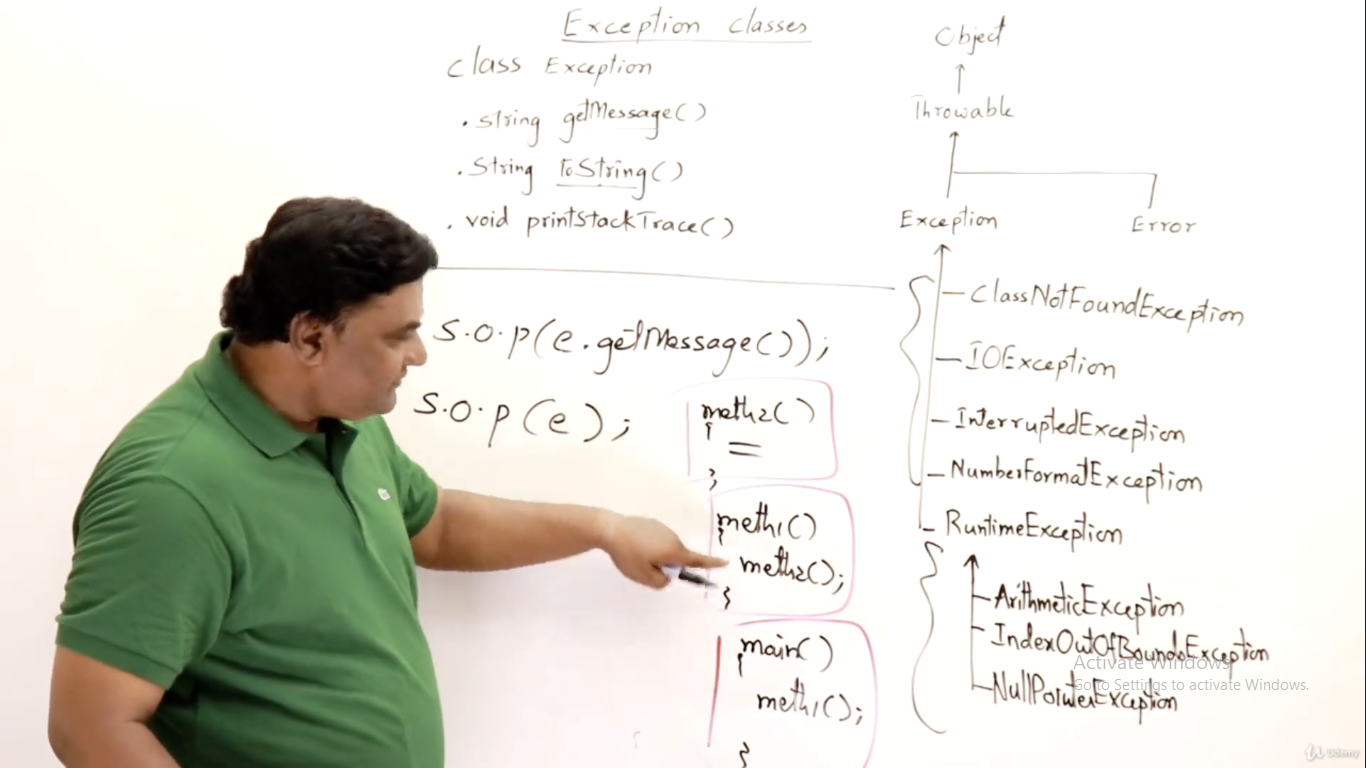 Exception Classes
class Exception
. String getMessage()
. String toString()
. void printStackTrace()
S.O.P(e.getMessage());
S.O.P(e);
meth2()
{
}
meth1()
{
meth2();
}
main()
{
meth1();
}
Object
Throwable
Exception
Error
ClassNotFoundException
IOException
InterruptedException
NumberFormatException
RuntimeException
ArithmeticException
IndexOutOfBoundsException
NullPointerException
Activate Windows
Go to Settings to activate Windows.
Udemy